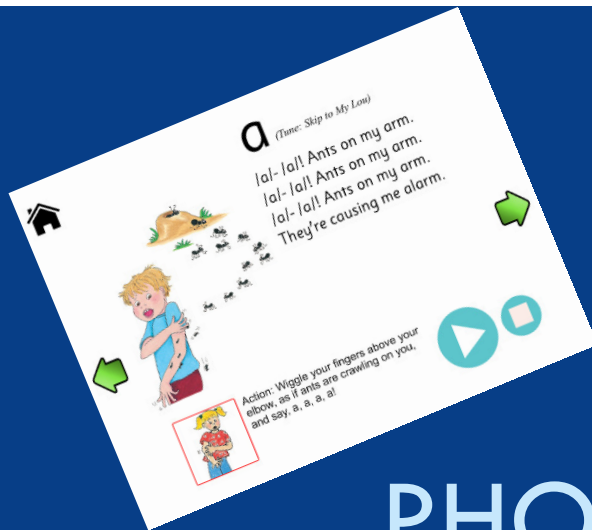 a (Tune: Skip to My Lou)
/a/- /a/! Ants on my arm.
/a/- /a/! Ants on my arm.
/a/- /a/! Ants on my arm.
They're causing me alarm.
Action: Wiggle your fingers above your
elbow, as if ants are crawling on you,
and say, a, a, a, a!
PHO